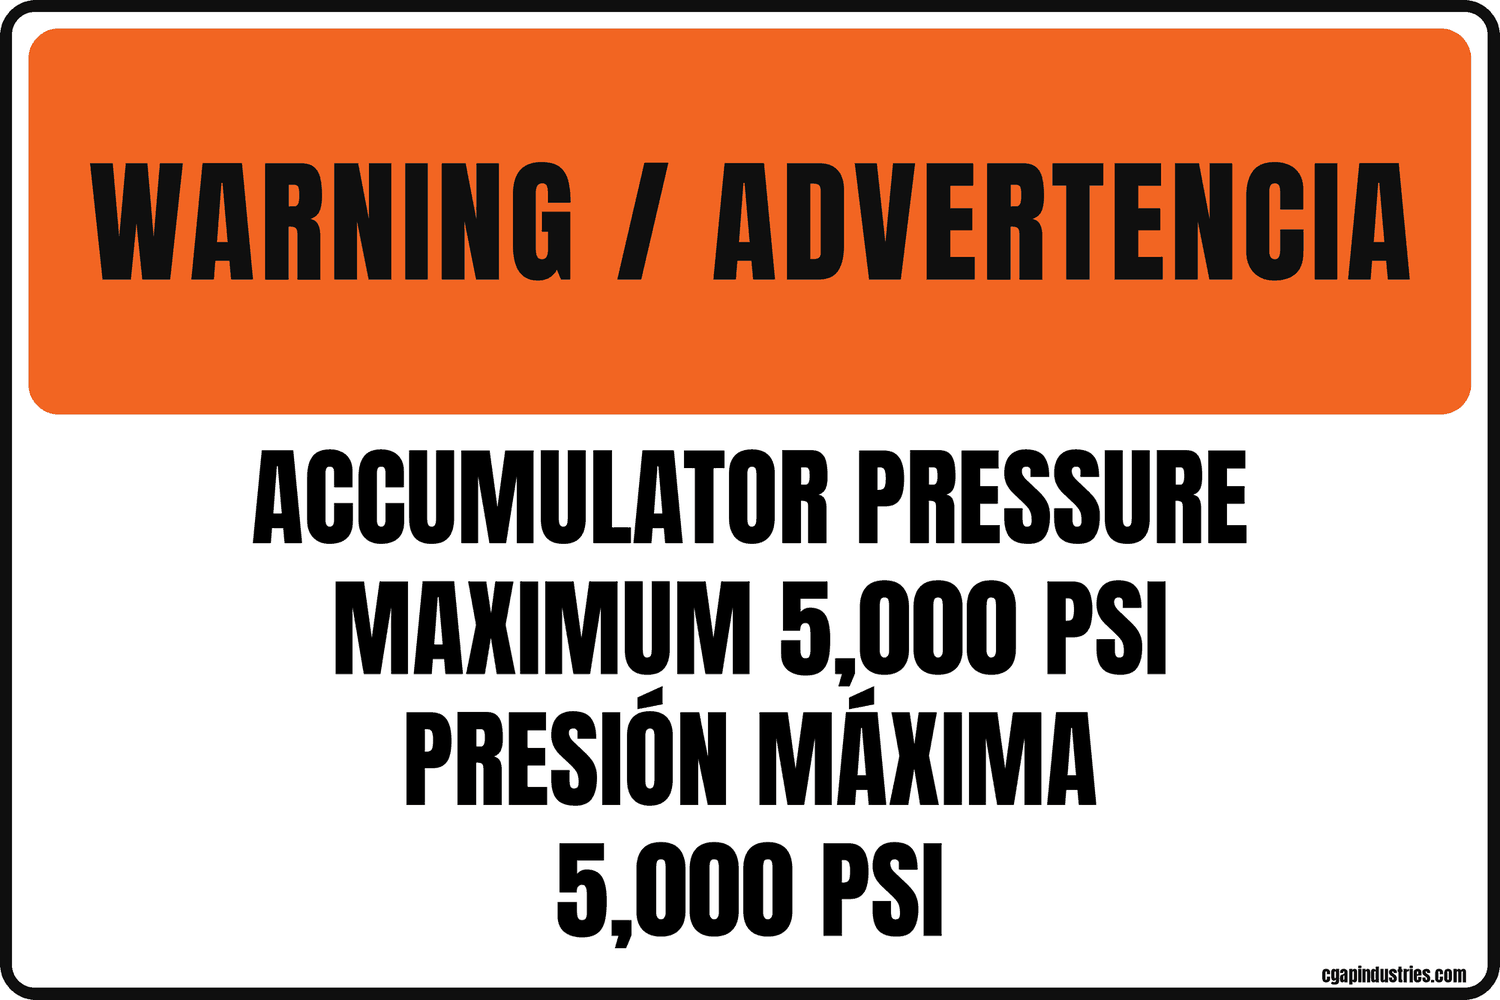 WARNING / ADVERTENCIA
ACCUMULATOR PRESSURE
MAXIMUM 5,000 PSI
PRESIÓN MÁXIMA
5,000 PSI
cgapindustries.com